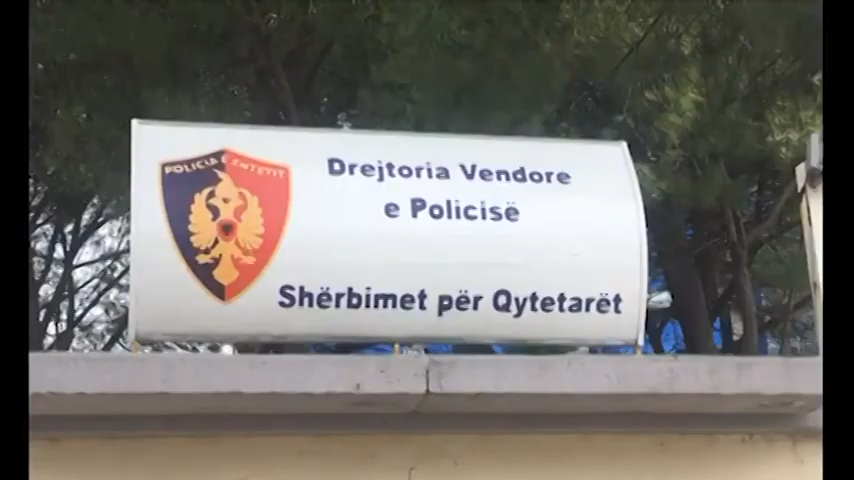 POLICIA E SHTETIT
Drejtoria Vendore
e Policisë
Shërbimet për Qytetarët